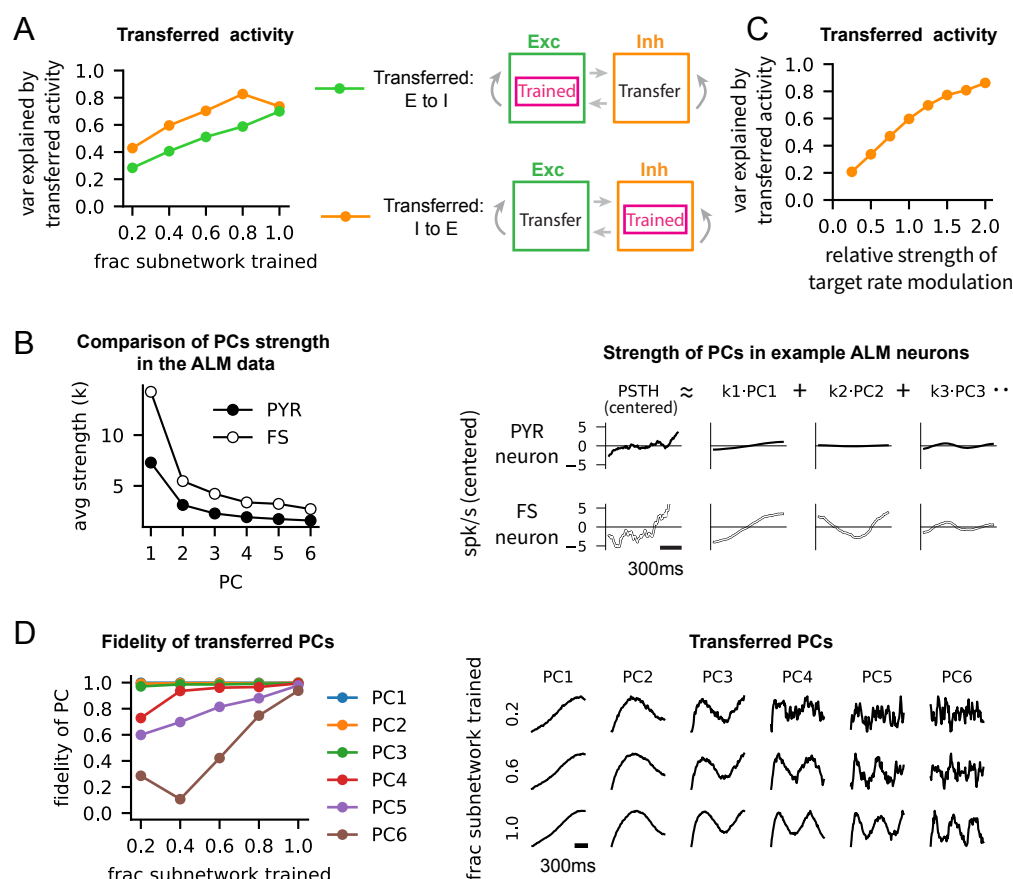 A
Transferred activity
var explained by
transferred activity
1.0
0.8
0.6
0.4
0.2
0.0
0.2 0.4 0.6 0.8 1.0
frac subnetwork trained
Transferred:
E to I
Exc
Inh
Trained
Transfer
Transferred:
I to E
Exc
Inh
Transfer
Trained
C
Transferred activity
var explained by
transferred activity
1.0
0.8
0.6
0.4
0.2
0.0
0.0 0.5 1.0 1.5 2.0
relative strength of
target rate modulation
B
Comparison of PCs strength
in the ALM data
avg strength (k)
10
5
PYR
FS
1 2 3 4 5 6
PC
Strength of PCs in example ALM neurons
PSTH ≈ k1·PC1 + k2·PC2 + k3·PC3 ··
(centered)
spk/s (centered)
PYR
neuron
5
0
−5
FS
neuron
5
0
−5
300ms
D
Fidelity of transferred PCs
fidelity of PC
1.0
0.8
0.6
0.4
0.2
0.0
0.2 0.4 0.6 0.8 1.0
frac subnetwork trained
PC1
PC2
PC3
PC4
PC5
PC6
Transferred PCs
frac subnetwork trained
PC1 PC2 PC3 PC4 PC5 PC6
0.2
0.6
1.0
300ms